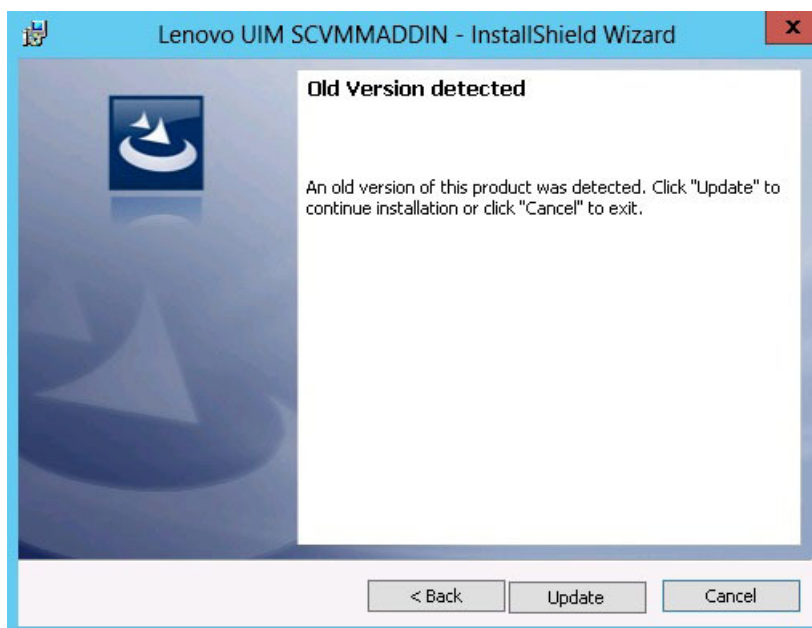 Lenovo UIM SCVMMADDIN - InstallShield Wizard
x
Old Version detected
An old version of this product was detected. Click "Update" to
continue installation or click "Cancel" to exit.
< Back
Update
Cancel